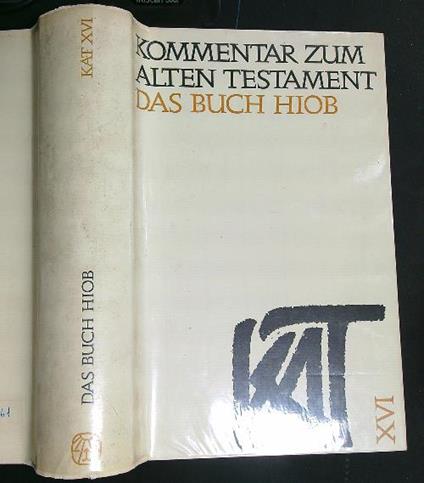 KAT XVI
DAS BUCH HIOB
KOMMENTAR ZUM
ALTEN TESTAMENT
DAS BUCH HIOB
KAT
XVI